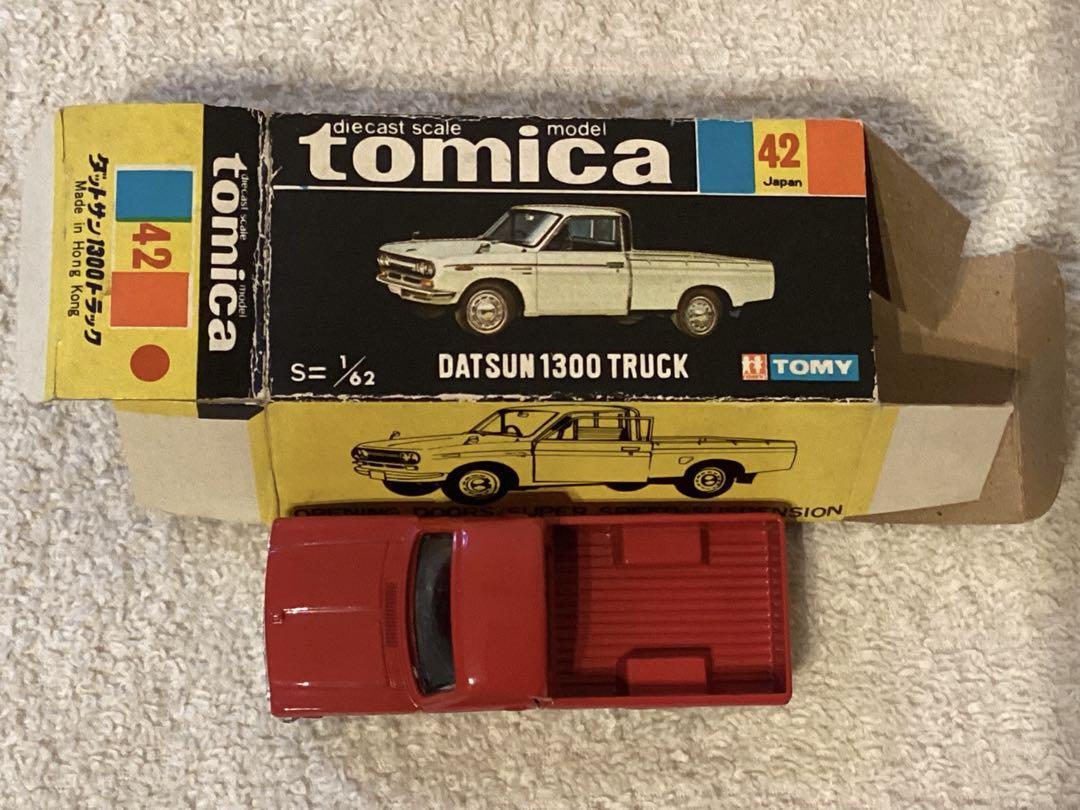 diecast scale model
tomica
42
Japan
S= 1/62
DATSUN 1300 TRUCK
TOMY
OPENING DOORS/SUPER SPEED/SUSPENSION
diecast scale model
tomica
42
ダットサン1300トラック
Made in Hong Kong